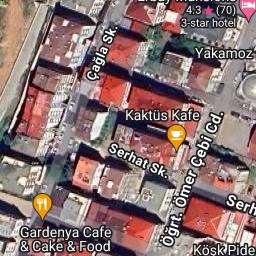 4.3 (70)
3-star hotel
Yakamoz
Çağla Sk.
Kaktüs Kafe
Serhat Sk.
Öğrt. Ömer Çebi Cd.
Serh
Gardenya Cafe
& Cake & Food
Köşk Pide